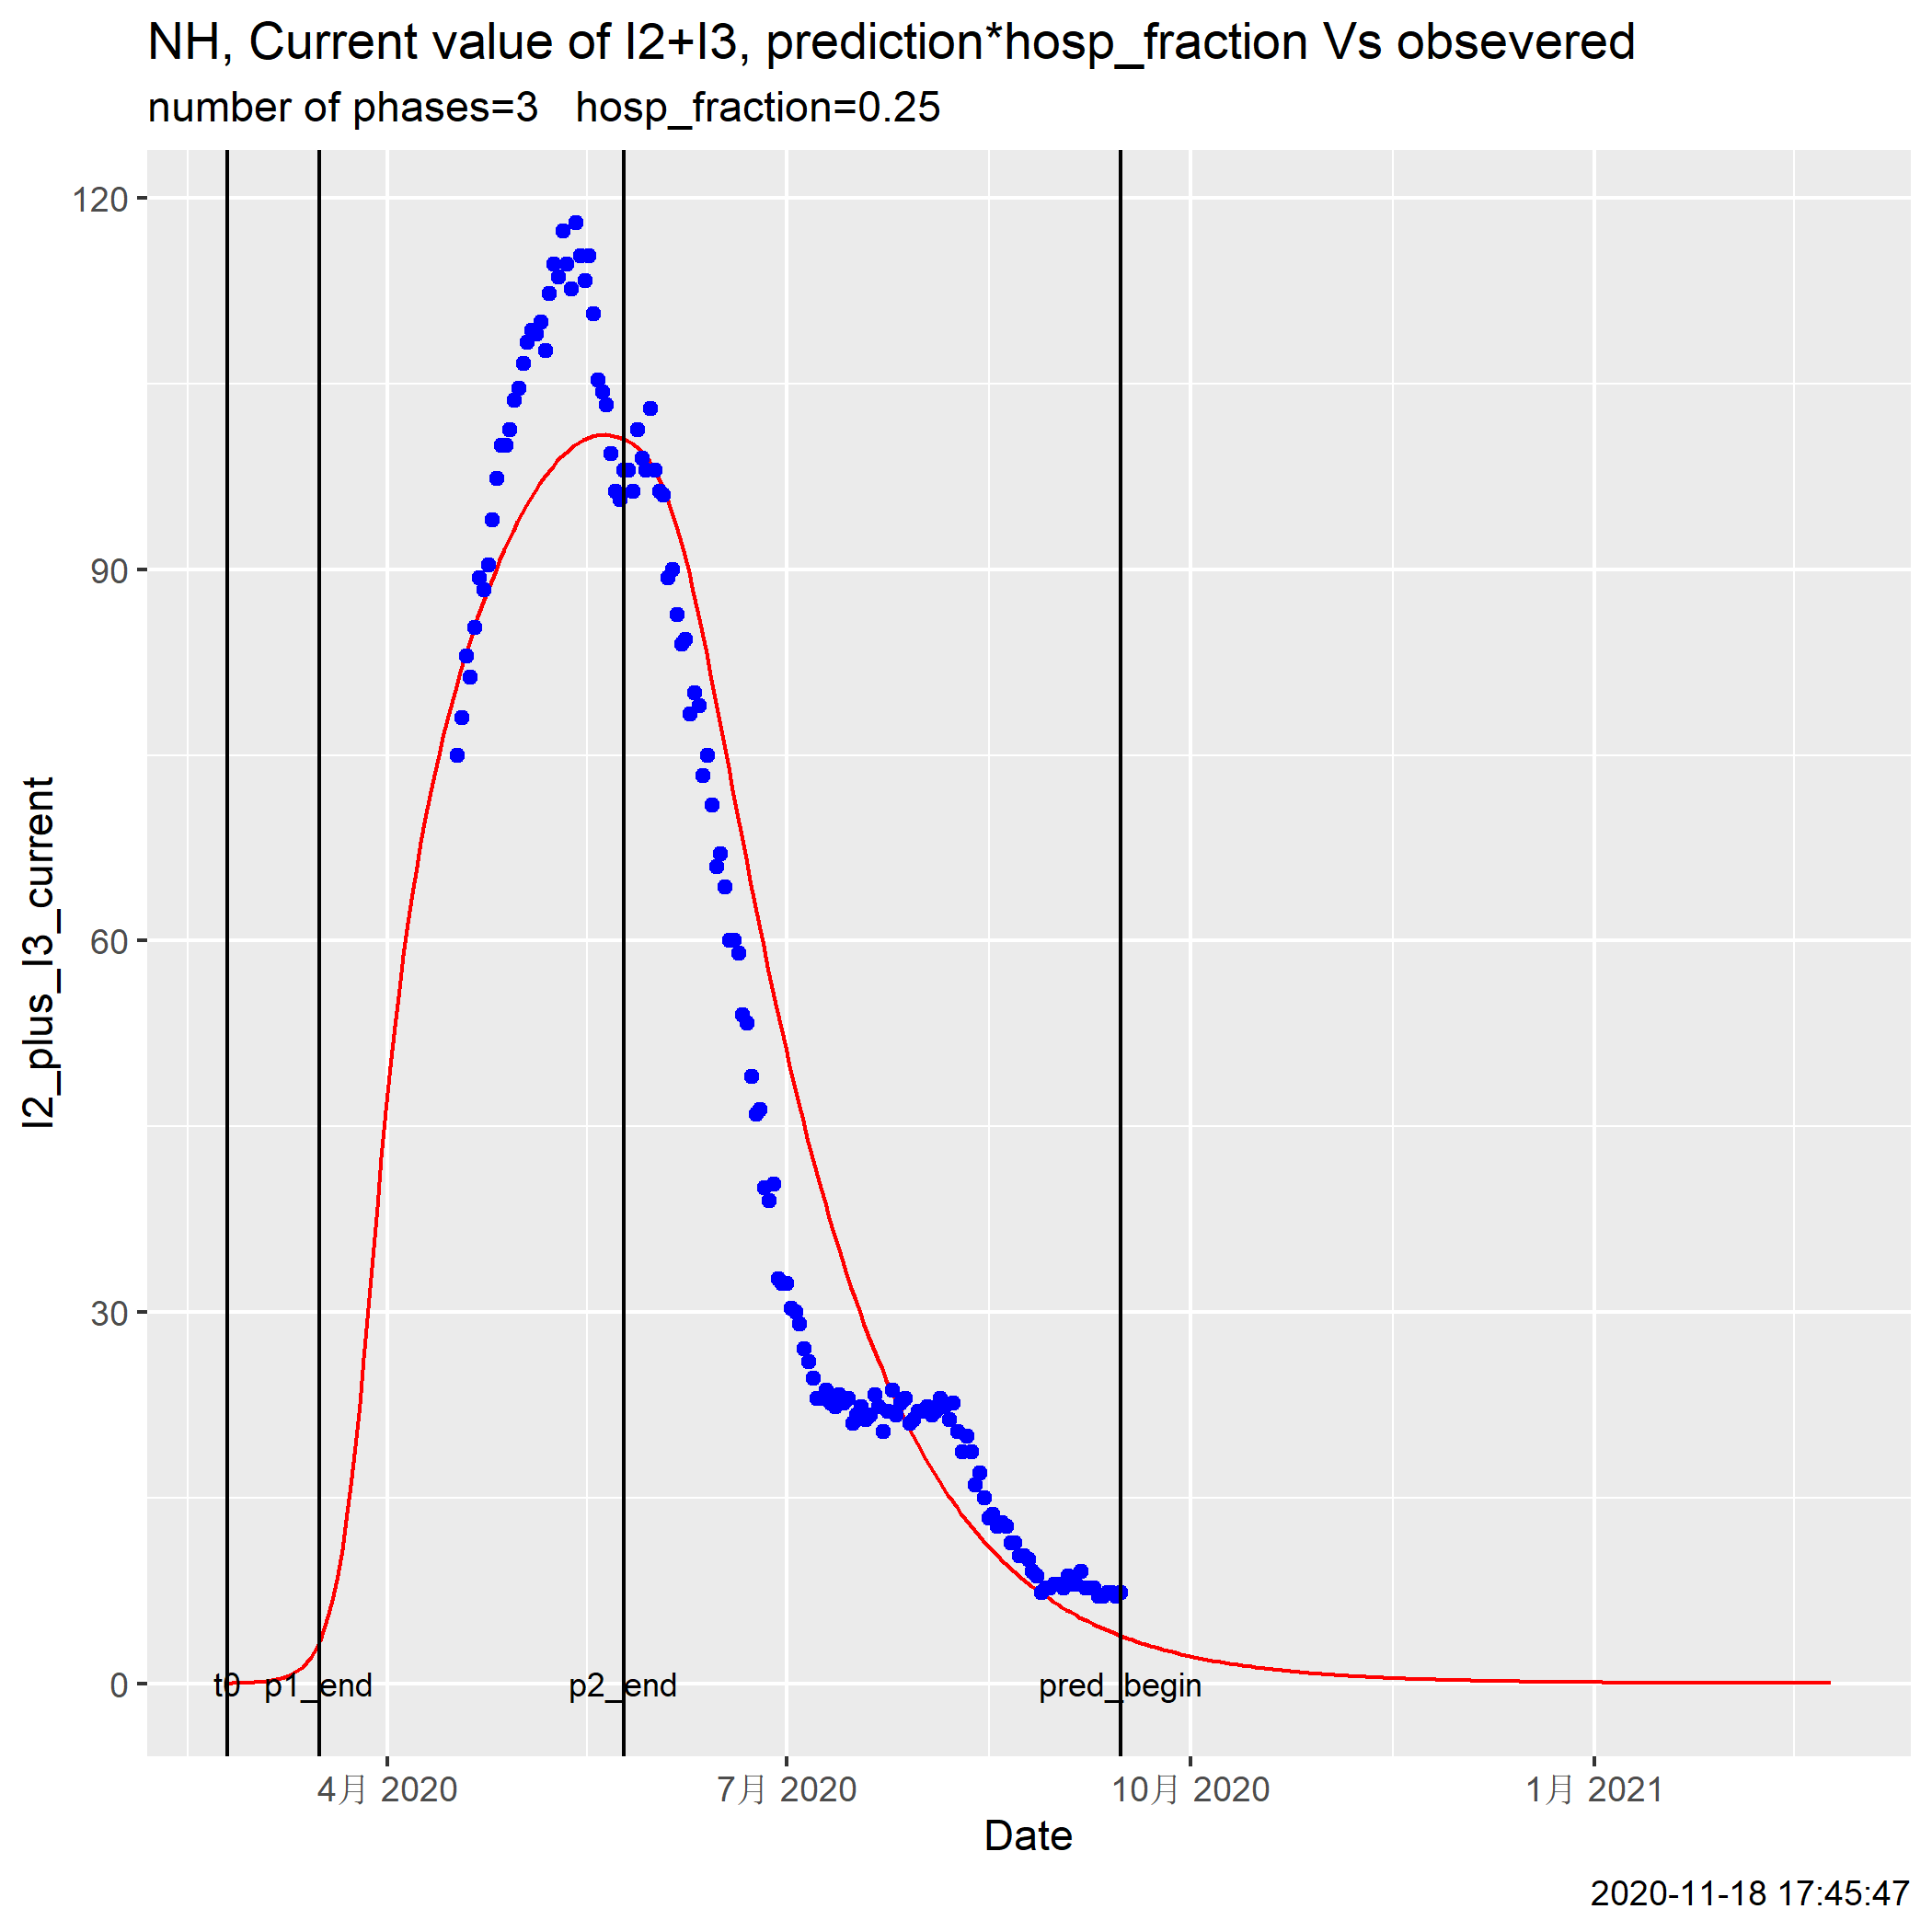 NH, Current value of I2+I3, prediction*hosp_fraction Vs obsevered
number of phases=3 hosp_fraction=0.25
I2_plus_I3_current
120
90
60
30
0
t0 p1_end p2_end pred_begin
4月 2020 7月 2020 10月 2020 1月 2021
Date
2020-11-18 17:45:47